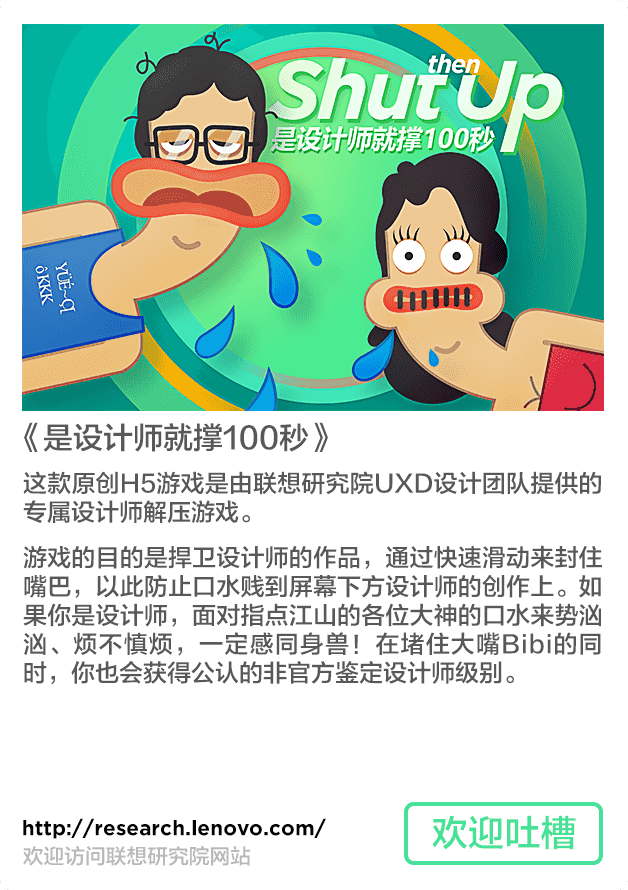 then
Shut Up
是设计师就撑100秒
YÜÈ~QI
ÓKKK
《是设计师就撑100秒》
这款原创H5游戏是由联想研究院UXD设计团队提供的
专属设计师解压游戏。
游戏的目的是捍卫设计师的作品，通过快速滑动来封住
嘴巴，以此防止口水贱到屏幕下方设计师的创作上。如
果你是设计师，面对指点江山的各位大神的口水来势汹
汹、烦不慎烦，一定感同身兽！在堵住大嘴Bibi的同
时，你也会获得公认的非官方鉴定设计师级别。
http://research.lenovo.com/
欢迎访问联想研究院网站
欢迎吐槽